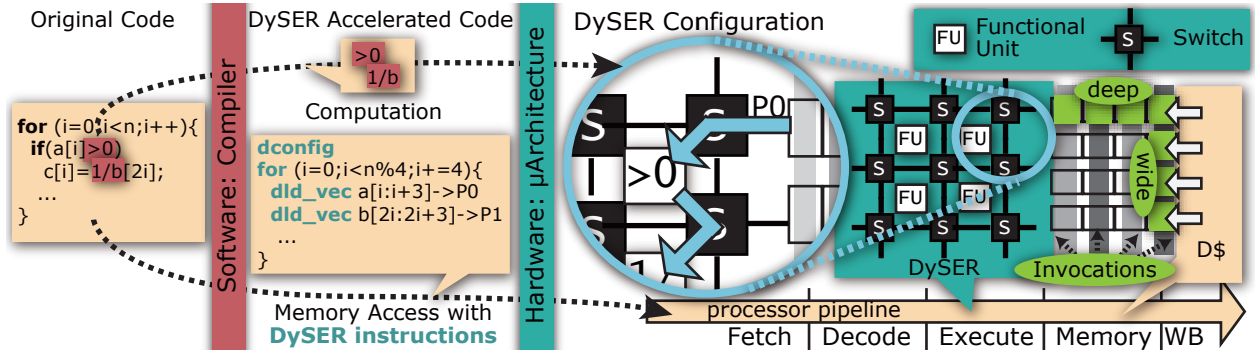 Original Code
for (i=0;i<n;i++){
if(a[i]>0)
c[i]=1/b[2i];
...
}
Software: Compiler
DySER Accelerated Code
>0
1/b
Computation
dconfig
for (i=0;i<n%4;i+=4){
dld_vec a[i:i+3]->P0
dld_vec b[2i:2i+3]->P1
...
}
Memory Access with
DySER instructions
Hardware: µArchitecture
DySER Configuration
S
S
P0
>0
S
S
1
FU
Functional
Unit
S
Switch
S
S
S
FU
FU
S
S
S
FU
FU
S
S
S
DySER
deep
wide
Invocations
D$
processor pipeline
Fetch
Decode
Execute
Memory
WB